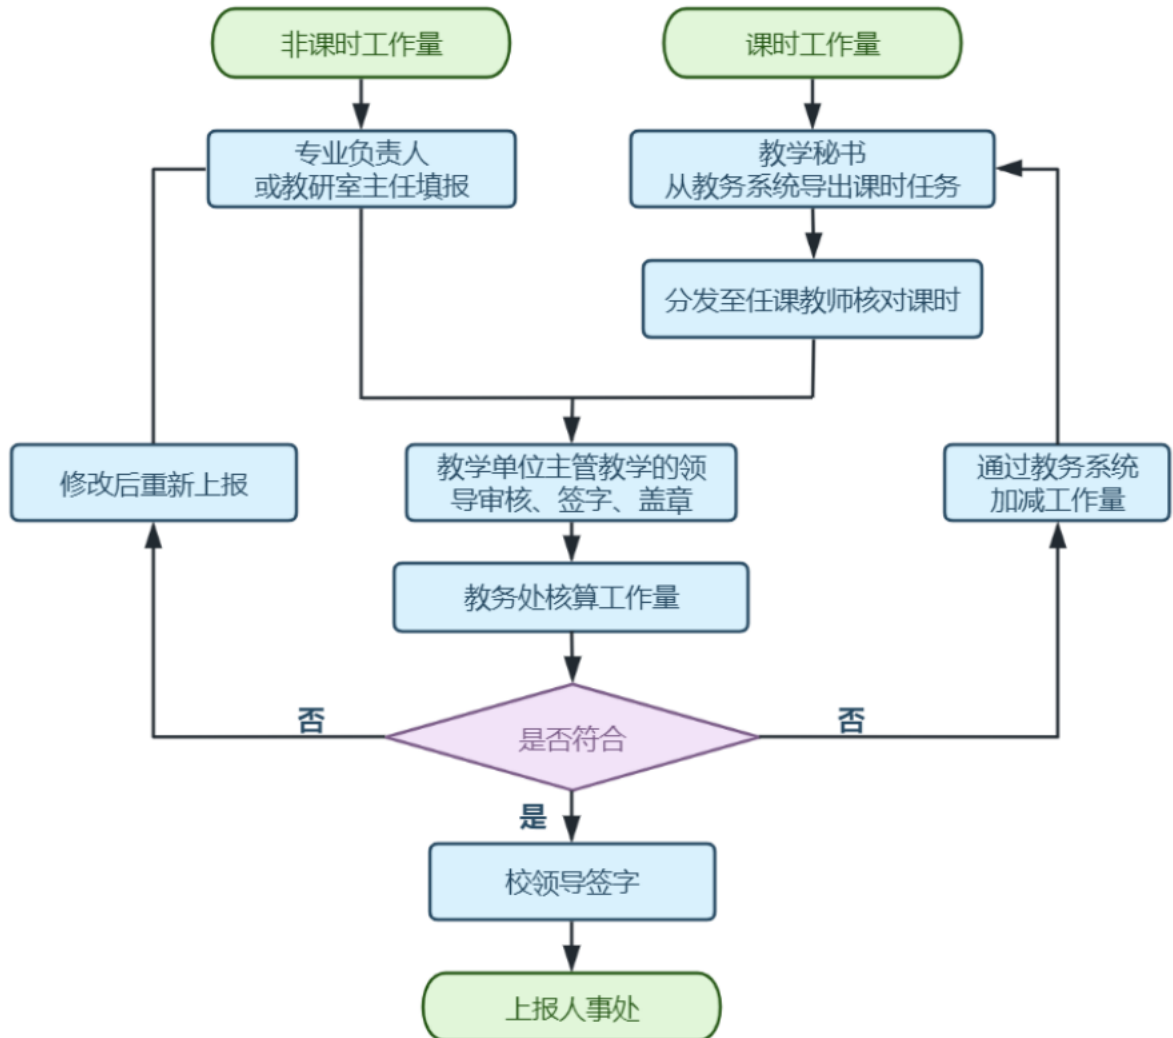 非课时工作量
课时工作量
专业负责人
或教研室主任填报
教学秘书
从教务系统导出课时任务
分发至任课教师核对课时
修改后重新上报
教学单位主管教学的领
导审核、签字、盖章
通过教务系统
加减工作量
教务处核算工作量
否
是否符合
否
是
校领导签字
上报人事处